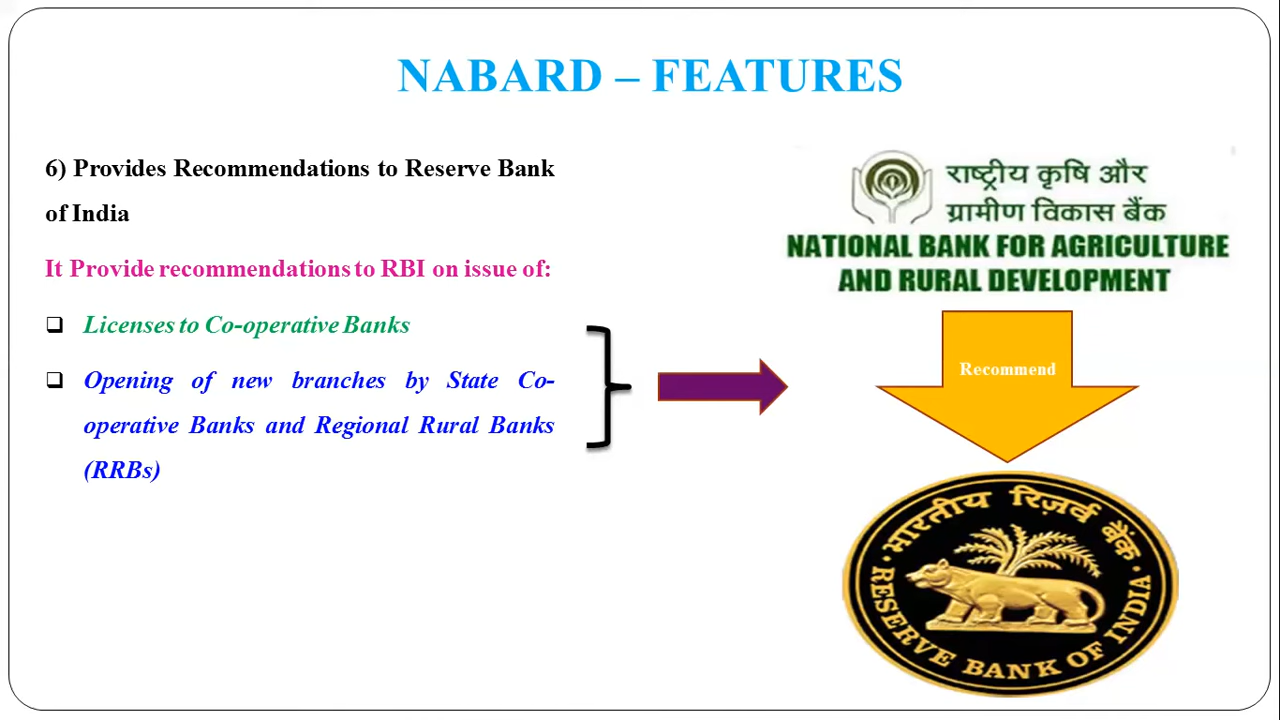 NABARD – FEATURES
6) Provides Recommendations to Reserve Bank
of India
It Provide recommendations to RBI on issue of:
Licenses to Co-operative Banks
Opening of new branches by State Co-
operative Banks and Regional Rural Banks
(RRBs)
राष्ट्रीय कृषि और
ग्रामीण विकास बैंक
NATIONAL BANK FOR AGRICULTURE
AND RURAL DEVELOPMENT
Recommend
भारतीय रिज़र्व बैंक
RESERVE BANK OF INDIA